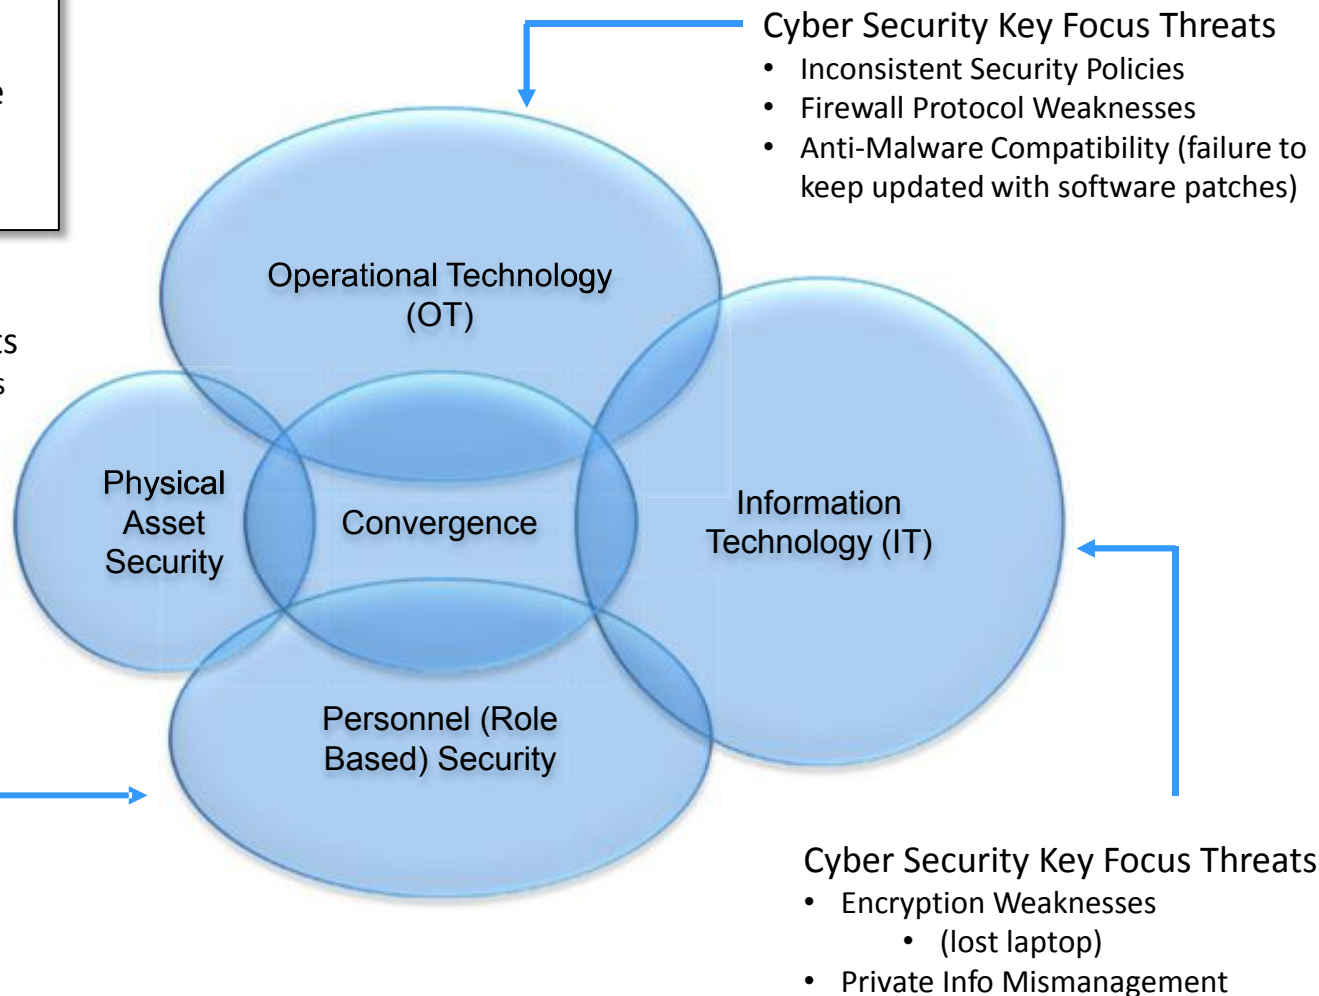 Cyber Security Key Focus Threats
• Inconsistent Security Policies
• Firewall Protocol Weaknesses
• Anti-Malware Compatibility (failure to
keep updated with software patches)
Operational Technology
(OT)
Physical
Asset
Security
Convergence
Information
Technology (IT)
Personnel (Role
Based) Security
Cyber Security Key Focus Threats
• Encryption Weaknesses
• (lost laptop)
• Private Info Mismanagement